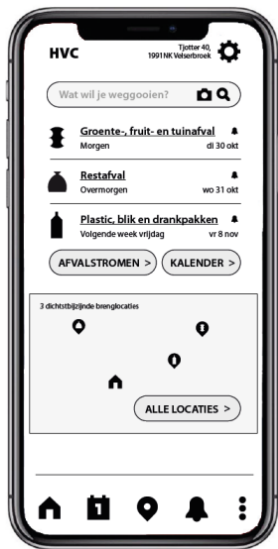 HVC
Tjotter 40,
1991NK Velserbroek
Wat wil je weggooien?
Groente-, fruit- en tuinafval
Morgen di 30 okt
Restafval
Overmorgen wo 31 okt
Plastic, blik en drankpakken
Volgende week vrijdag vr 8 nov
AFVALSTROMEN >
KALENDER >
3 dichtstbijzijnde brenglocaties
ALLE LOCATIES >
1